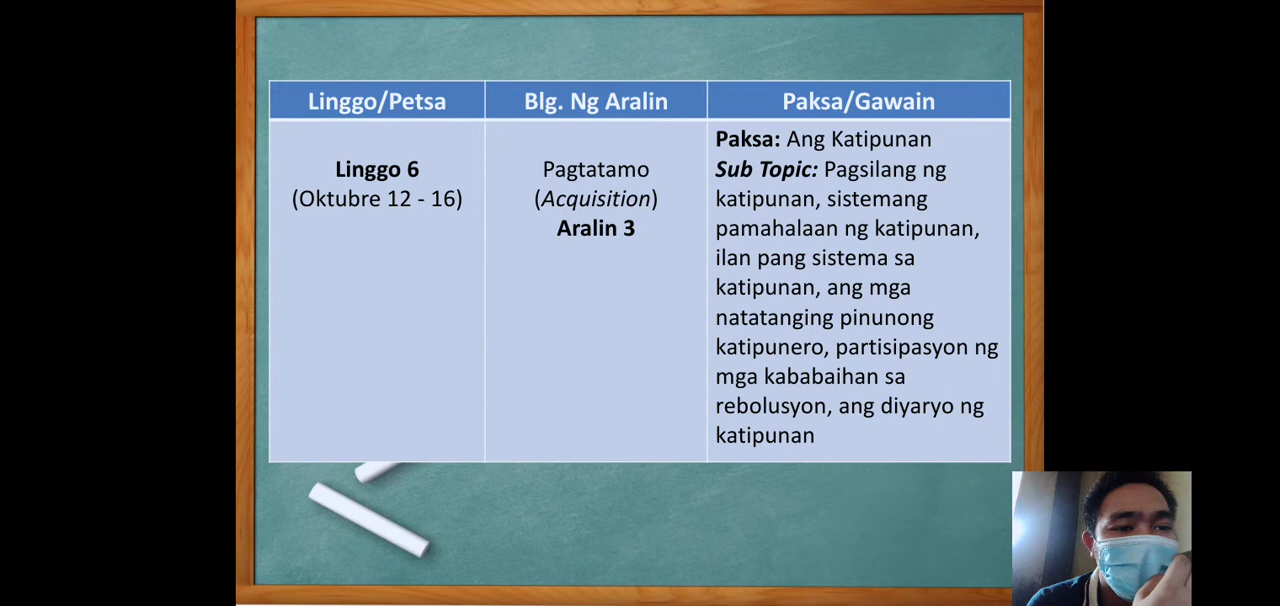 Linggo/Petsa
Blg. Ng Aralin
Paksa/Gawain
Linggo 6
(Oktubre 12 - 16)
Pagtatamo
(Acquisition)
Aralin 3
Paksa: Ang Katipunan
Sub Topic: Pagsilang ng
katipunan, sistemang
pamahalaan ng katipunan,
ilan pang sistema sa
katipunan, ang mga
natatanging pinunong
katipunero, partisipasyon ng
mga kababaihan sa
rebolusyon, ang diyaryo ng
katipunan